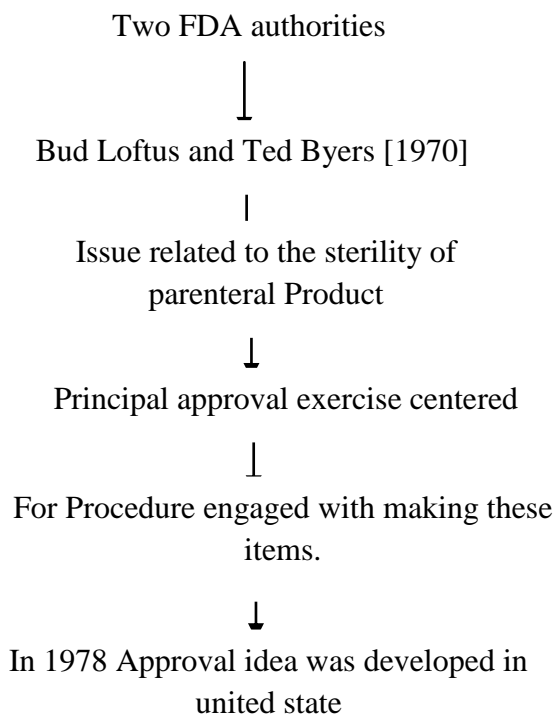 Two FDA authorities
Bud Loftus and Ted Byers [1970]
Issue related to the sterility of
parenteral Product
Principal approval exercise centered
For Procedure engaged with making these
items.
In 1978 Approval idea was developed in
united state